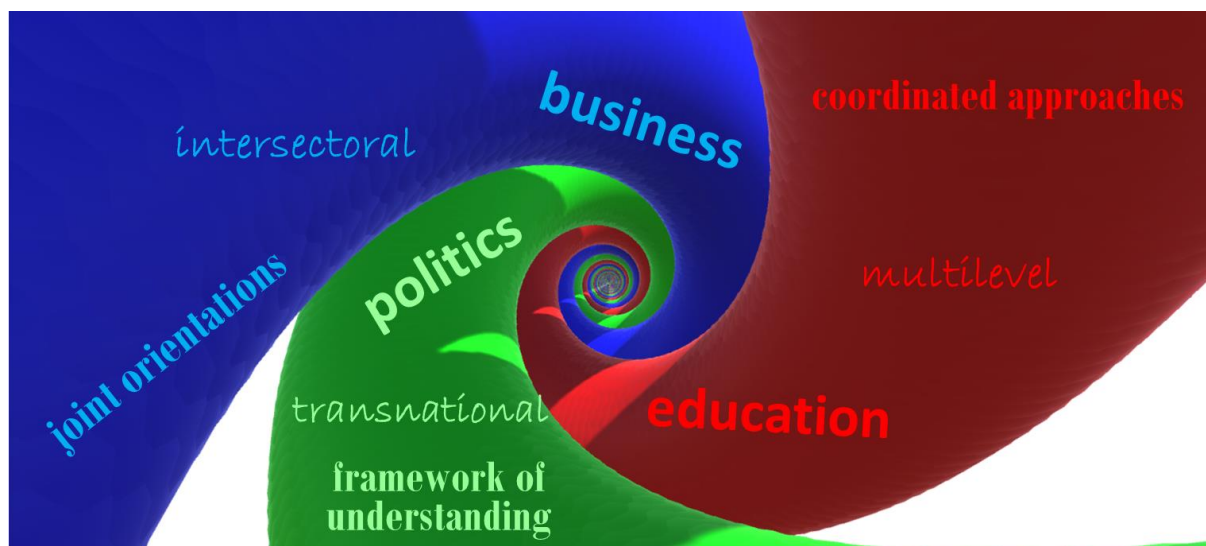 business
coordinated approaches
intersectoral
politics
multilevel
joint orientations
transnational
education
framework of
understanding